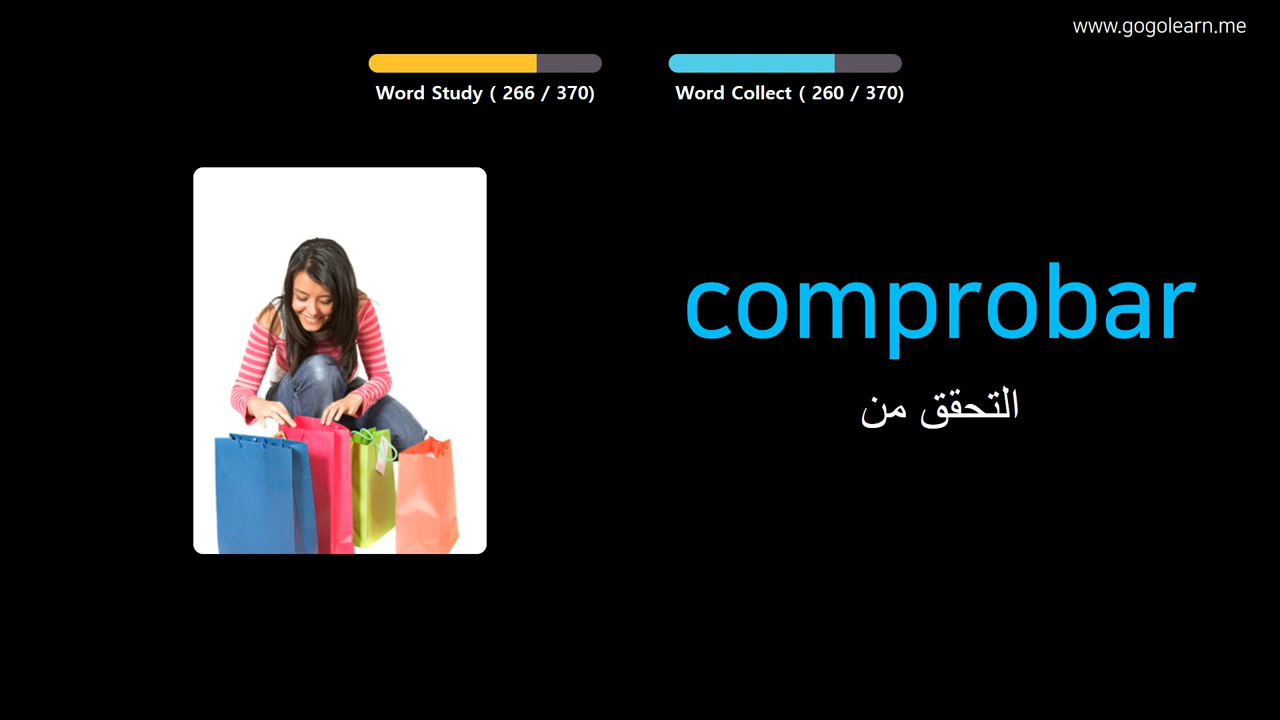 www.gogolearn.me
Word Study ( 266 / 370)
Word Collect ( 260 / 370)
comprobar
التحقق من